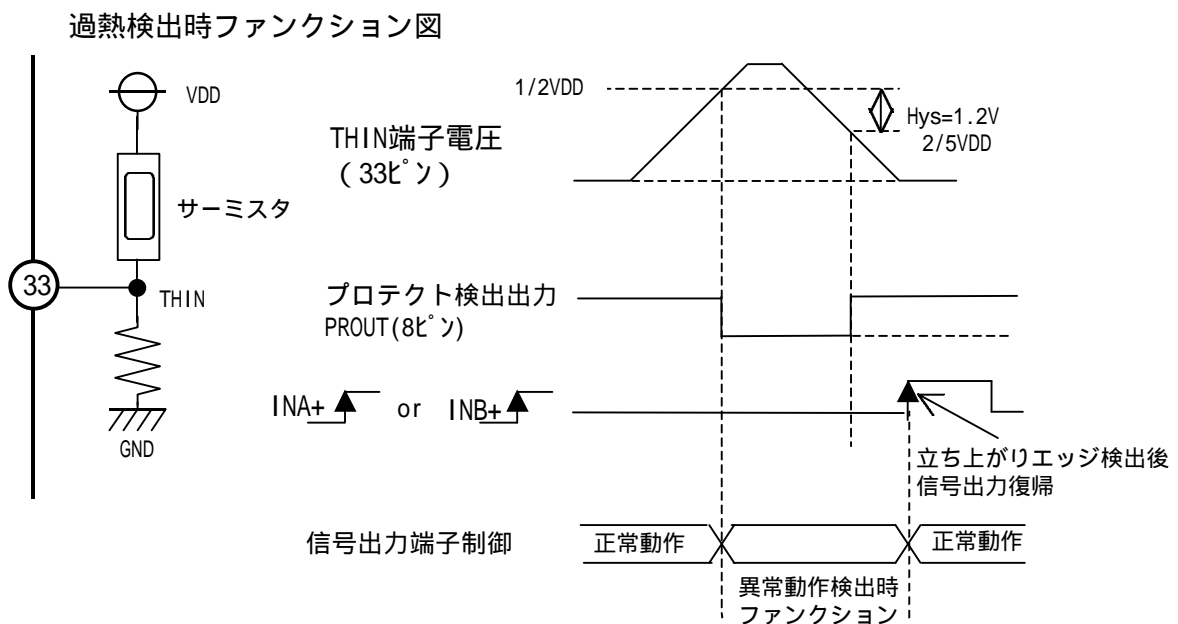 過熱検出時ファンクション図
VDD
サーミスタ
33
THIN
GND
THIN端子電圧
(33ﾋﾟﾝ)
1/2VDD
Hys=1.2V
2/5VDD
プロテクト検出出力
PROUT(8ﾋﾟﾝ)
INA+ or INB+
立ち上がりエッジ検出後
信号出力復帰
信号出力端子制御
正常動作
正常動作
異常動作検出時
ファンクション